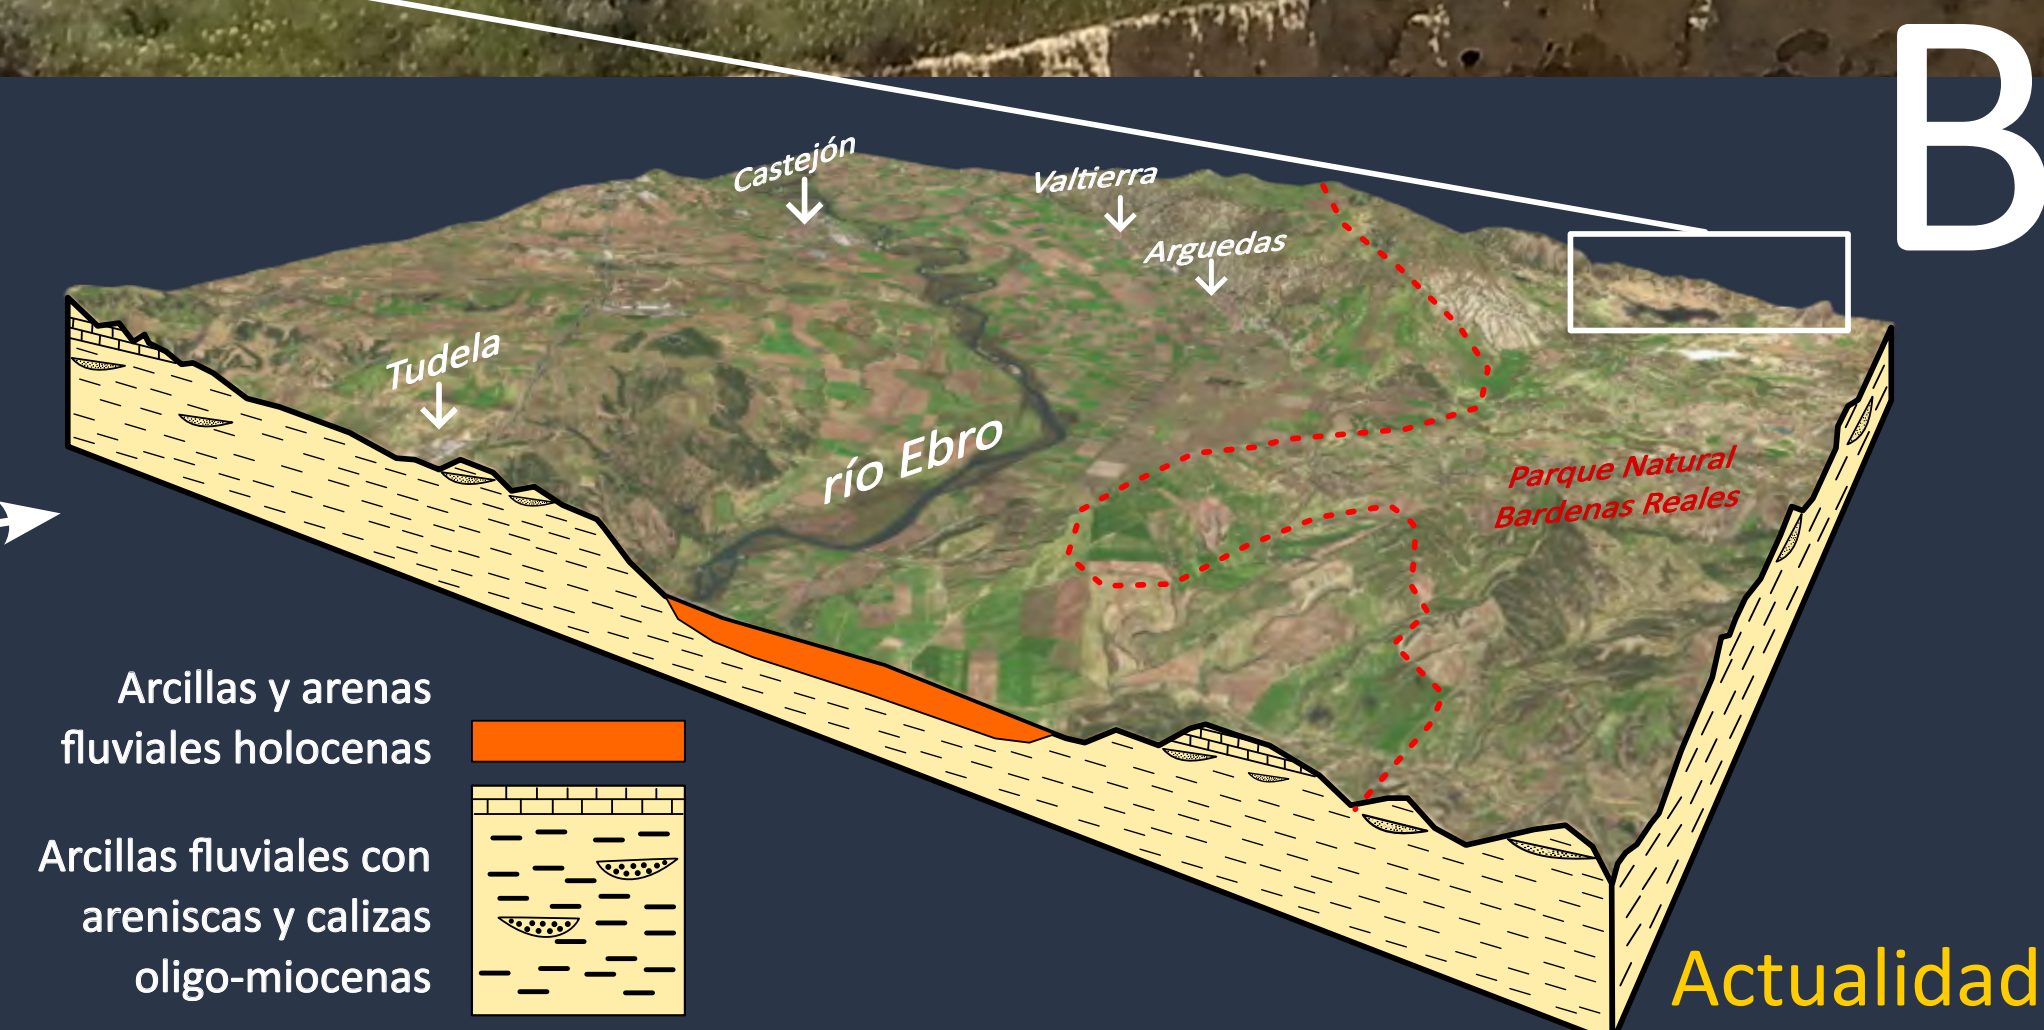 B
Castejón
Valtierra
Arguedas
Tudela
río Ebro
Parque Natural
Bardenas Reales
Arcillas y arenas
fluviales holocenas
Arcillas fluviales con
areniscas y calizas
oligo-miocenas
Actualidad